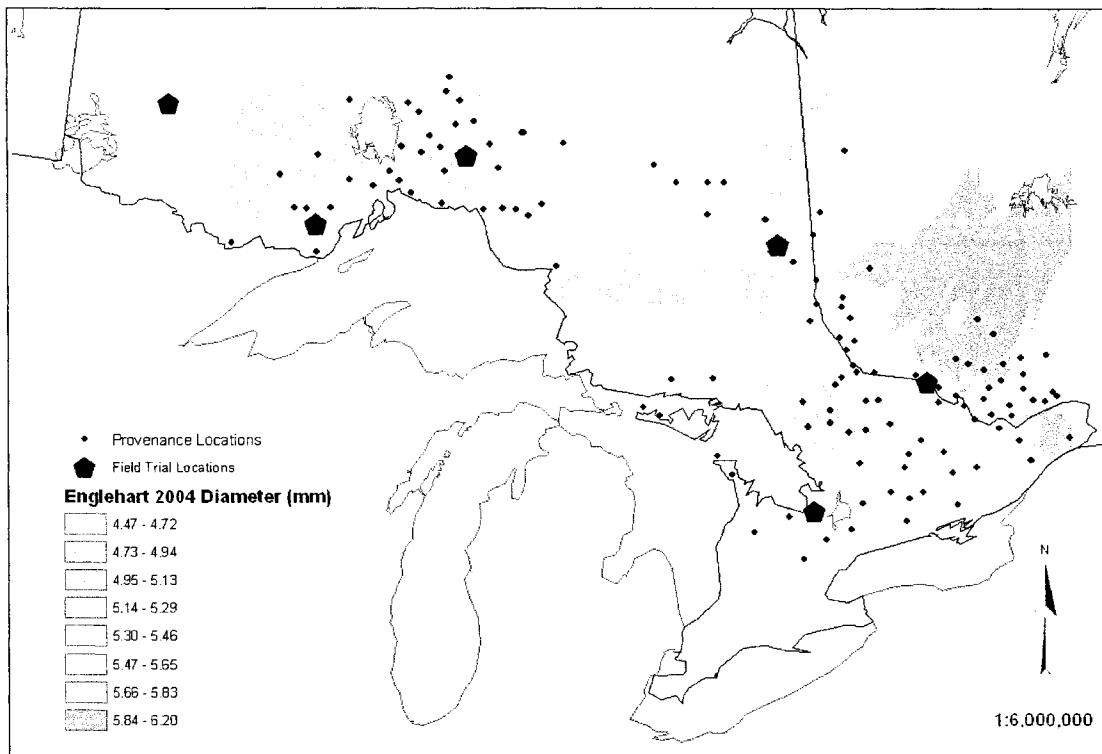 Provenance Locations
Field Trial Locations
Englehart 2004 Diameter (mm)
4.47 - 4.72
4.73 - 4.94
4.95 - 5.13
5.14 - 5.29
5.30 - 5.46
5.47 - 5.65
5.66 - 5.83
5.84 - 6.20
N
1:6,000,000